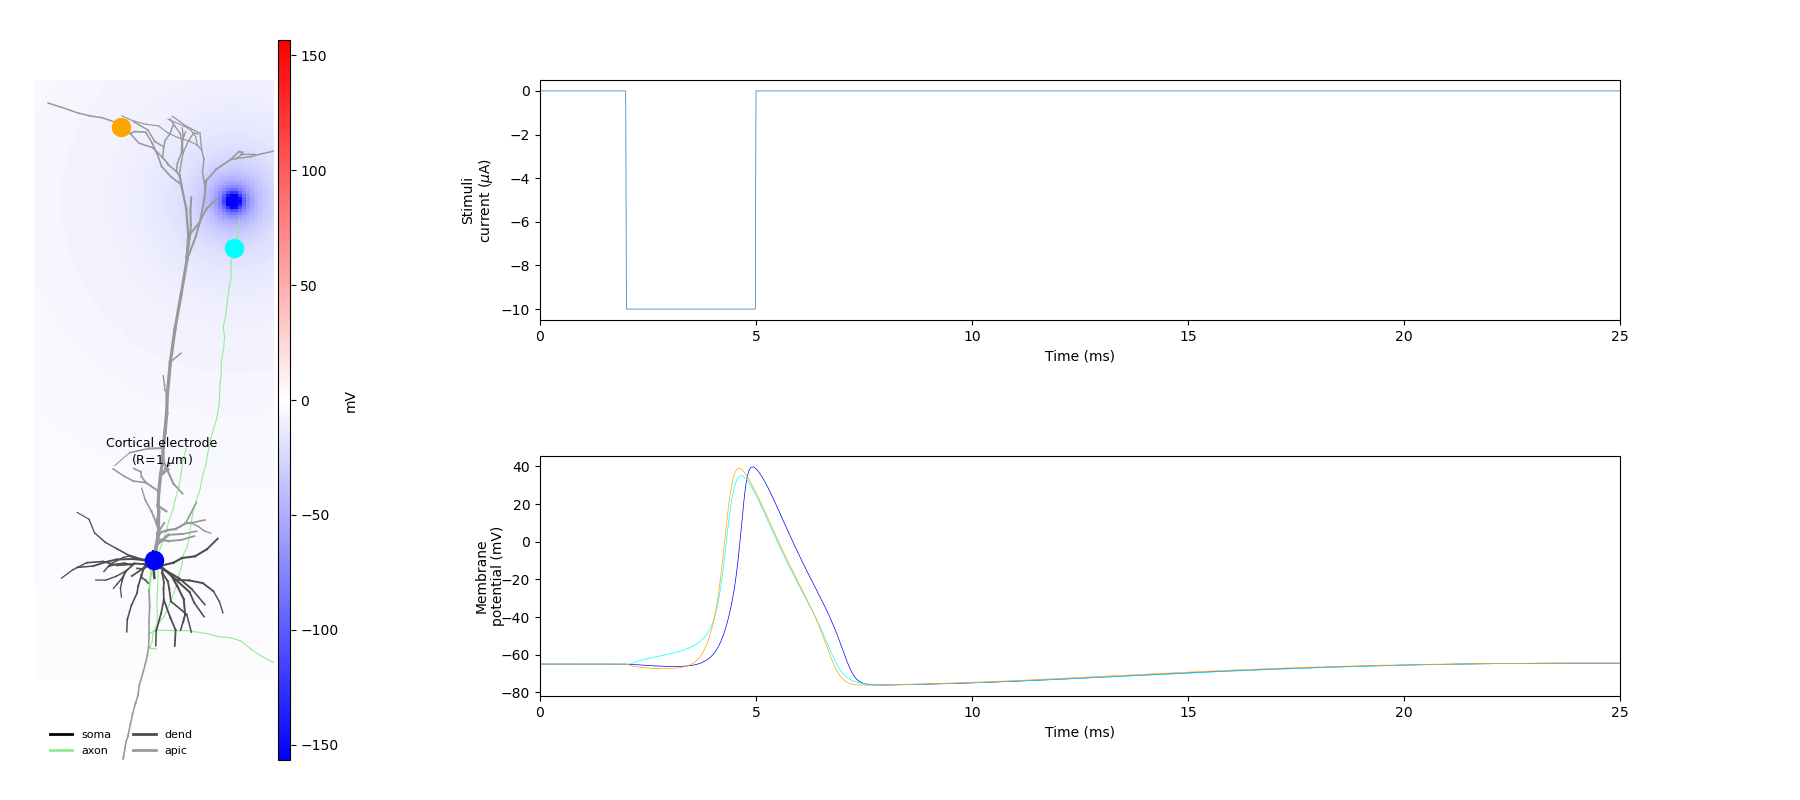 150
100
50
0
−50
−100
−150
mV
Cortical electrode
(R=1 μm)
soma
axon
dend
apic
0
−2
−4
−6
−8
−10
Stimuli
current (μA)
0
5
10
15
20
25
Time (ms)
40
20
0
−20
−40
−60
−80
Membrane
potential (mV)
0
5
10
15
20
25
Time (ms)